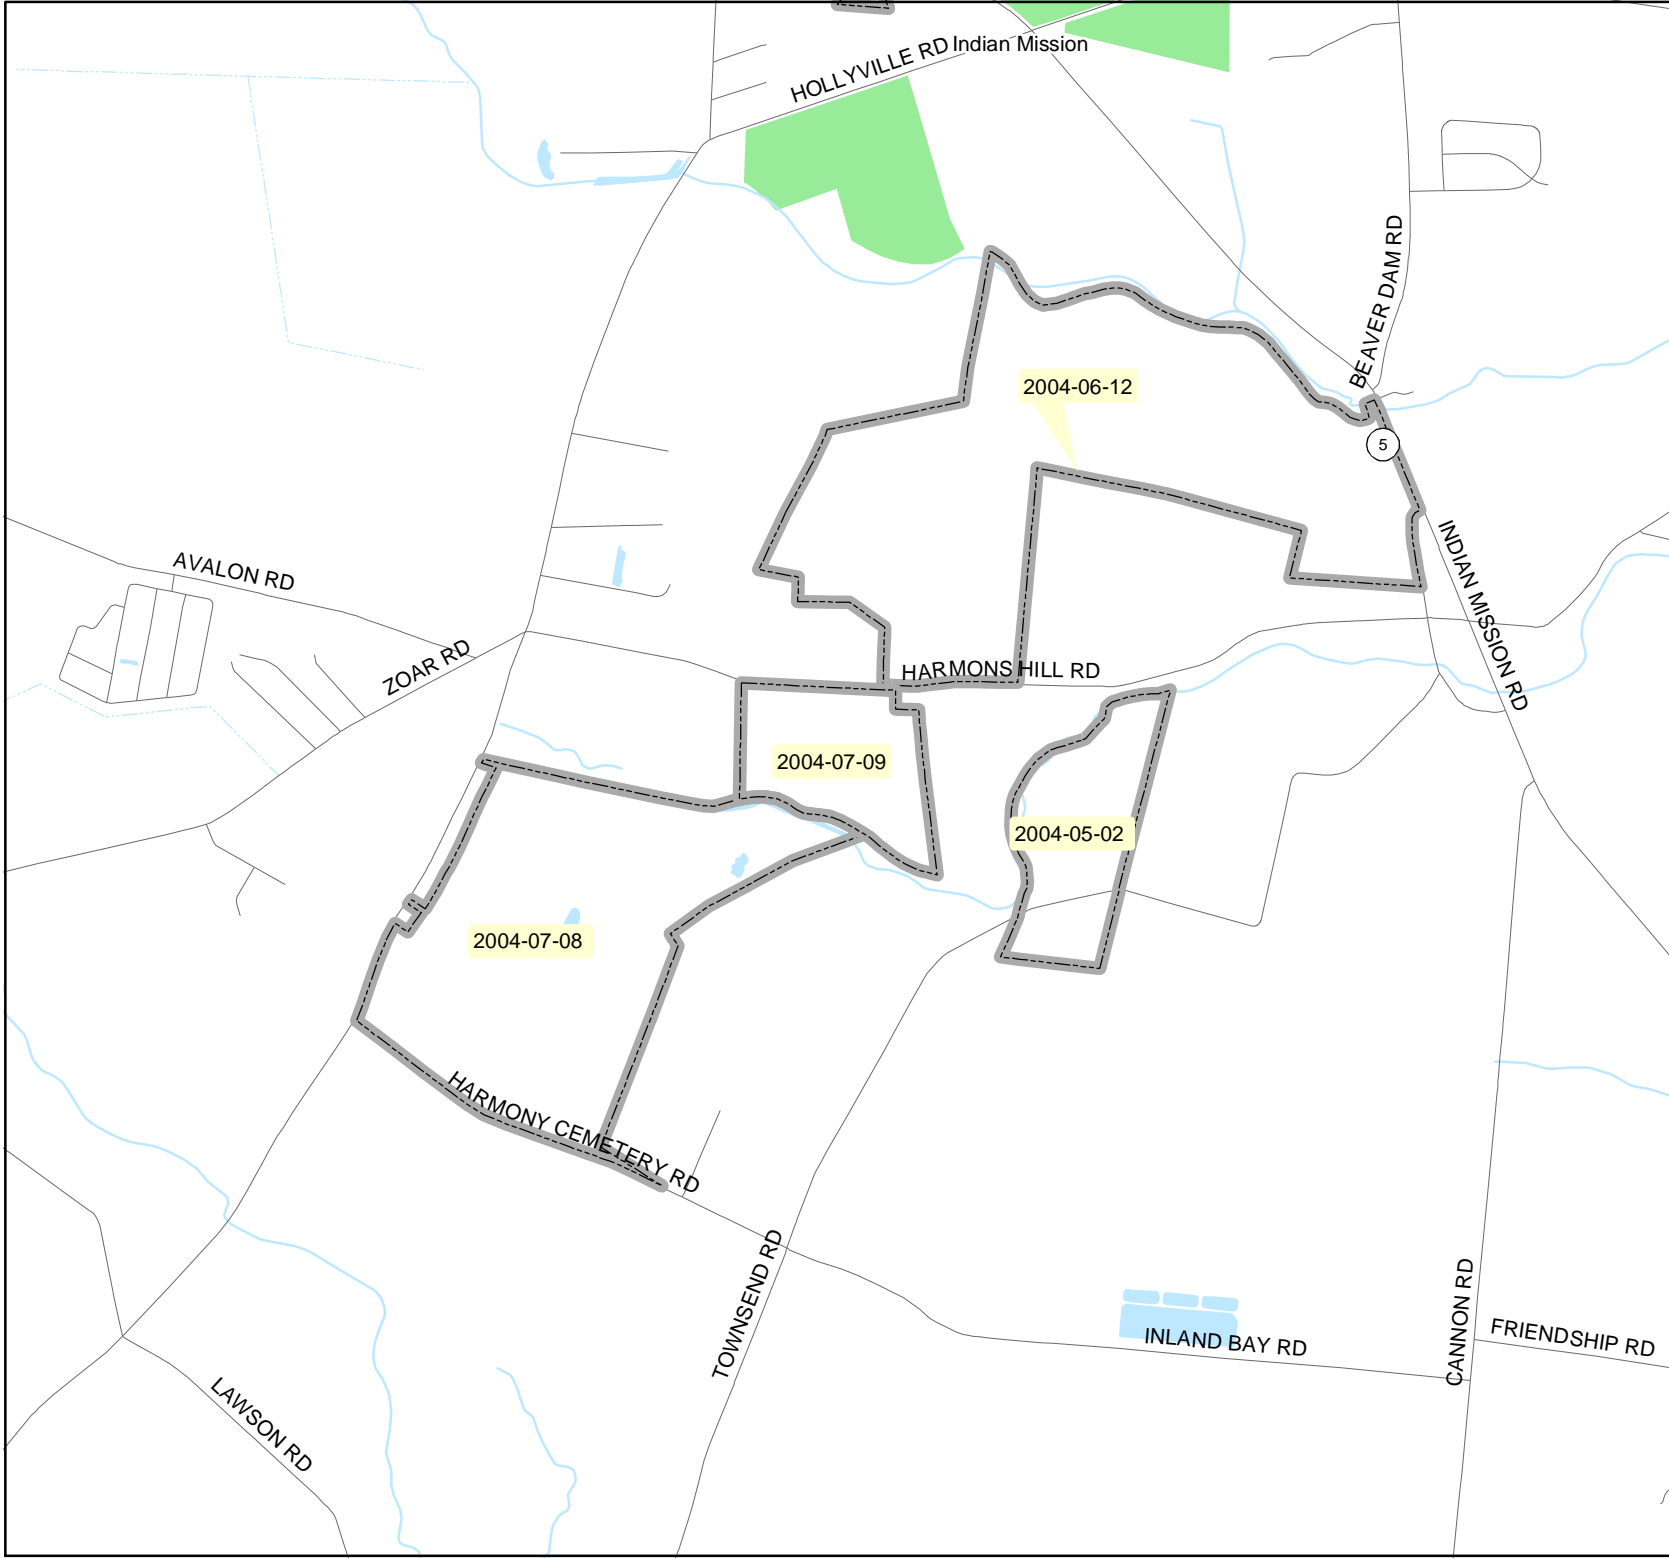 Indian Mission
HOLLYVILLE RD
BEAVER DAM RD
2004-06-12
5
INDIAN MISSION RD
AVALON RD
ZOAR RD
HARMONS HILL RD
2004-07-09
2004-05-02
2004-07-08
HARMONY CEMETERY RD
TOWNSEND RD
INLAND BAY RD
CANNON RD
FRIENDSHIP RD
LAWSON RD